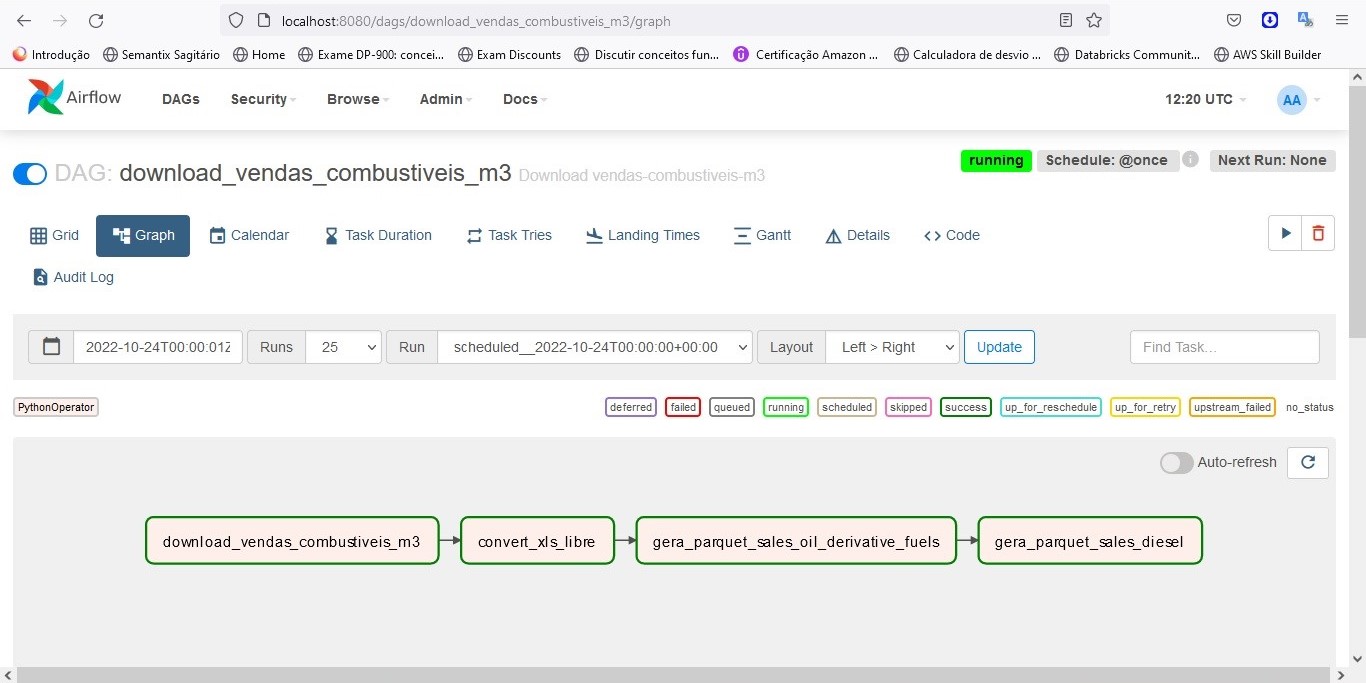 localhost:8080/dags/download_vendas_combustiveis_m3/graph
Introdução Semantix Sagitário Home Exame DP-900: concei... Exam Discounts Discutir conceitos fun... Certificação Amazon ... Calculadora de desvio ... Databricks Communit... AWS Skill Builder
Airflow DAGs Security Browse Admin Docs 12:20 UTC AA
DAG: download_vendas_combustiveis_m3 Download vendas-combustiveis-m3 running Schedule: @once i Next Run: None
Grid Graph Calendar Task Duration Task Tries Landing Times Gantt Details Code
Audit Log
2022-10-24T00:00:01Z Runs 25 Run scheduled__2022-10-24T00:00:00+00:00 Layout Left > Right Update Find Task...
PythonOperator deferred failed queued running scheduled skipped success up_for_reschedule up_for_retry upstream_failed no_status
Auto-refresh
download_vendas_combustiveis_m3 convert_xls_libre gera_parquet_sales_oil_derivative_fuels gera_parquet_sales_diesel